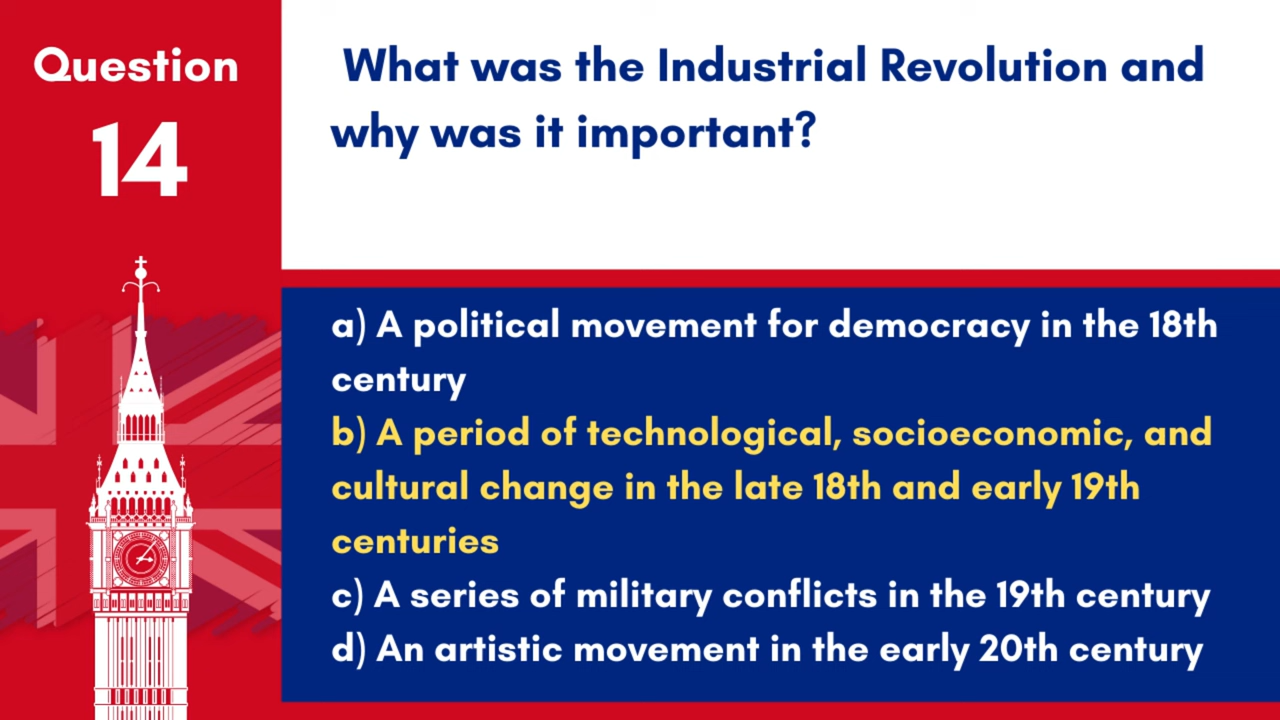 Question
14
What was the Industrial Revolution and
why was it important?
a) A political movement for democracy in the 18th
century
b) A period of technological, socioeconomic, and
cultural change in the late 18th and early 19th
centuries
c) A series of military conflicts in the 19th century
d) An artistic movement in the early 20th century